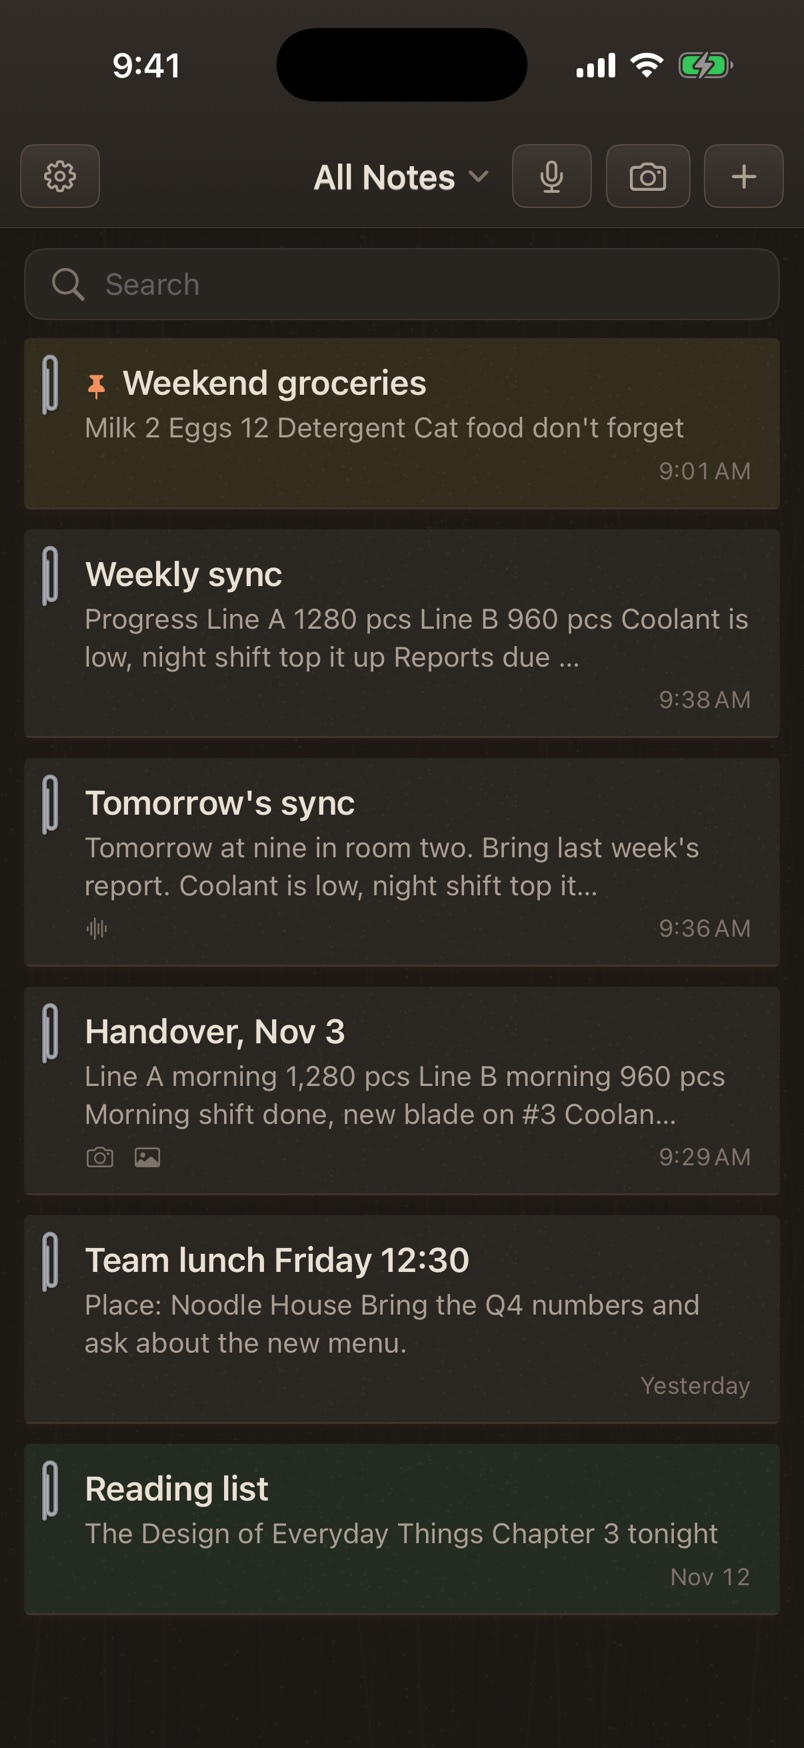 9:41
All Notes
Search
Weekend groceries
Milk 2 Eggs 12 Detergent Cat food don't forget
9:01 AM
Weekly sync
Progress Line A 1280 pcs Line B 960 pcs Coolant is
low, night shift top it up Reports due ...
9:38 AM
Tomorrow's sync
Tomorrow at nine in room two. Bring last week's
report. Coolant is low, night shift top it...
9:36 AM
Handover, Nov 3
Line A morning 1,280 pcs Line B morning 960 pcs
Morning shift done, new blade on #3 Coolan...
9:29 AM
Team lunch Friday 12:30
Place: Noodle House Bring the Q4 numbers and
ask about the new menu.
Yesterday
Reading list
The Design of Everyday Things Chapter 3 tonight
Nov 12